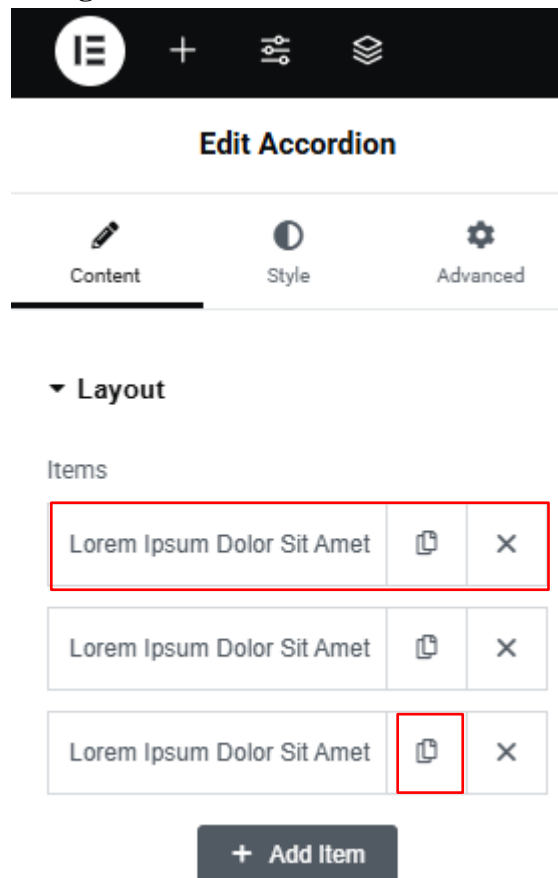 Edit Accordion
Content Style Advanced
Layout
Items
Lorem Ipsum Dolor Sit Amet
Lorem Ipsum Dolor Sit Amet
Lorem Ipsum Dolor Sit Amet
+ Add Item